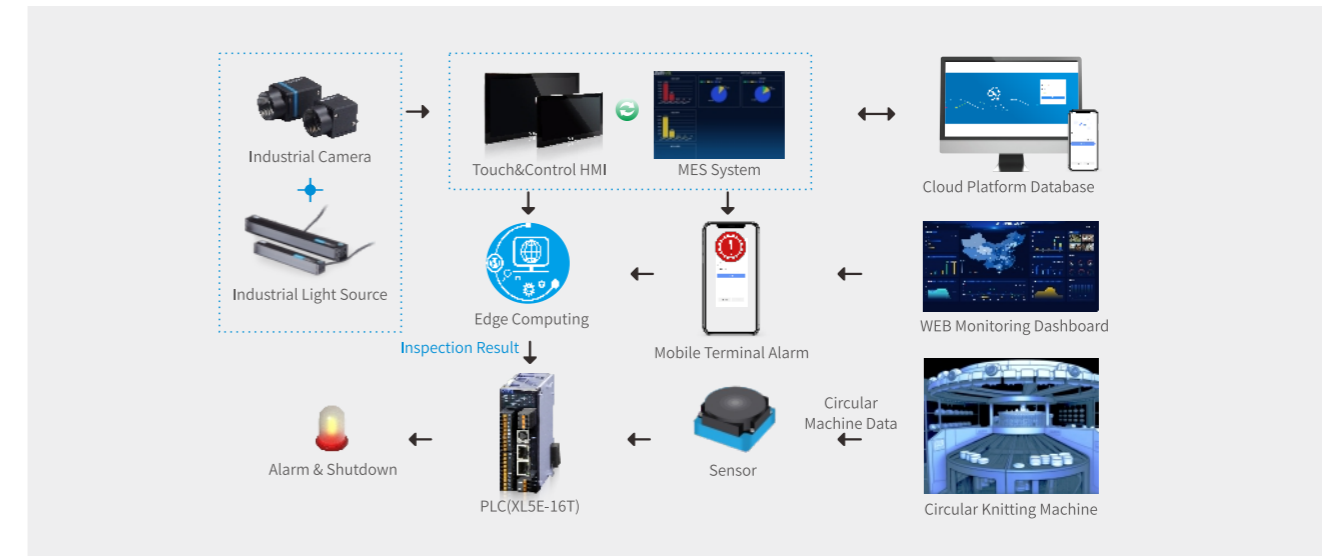 Industrial Camera
Touch&Control HMI
MES System
Cloud Platform Database
Industrial Light Source
Edge Computing
Mobile Terminal Alarm
WEB Monitoring Dashboard
Inspection Result
Circular
Machine Data
Alarm & Shutdown
PLC(XL5E-16T)
Sensor
Circular Knitting Machine